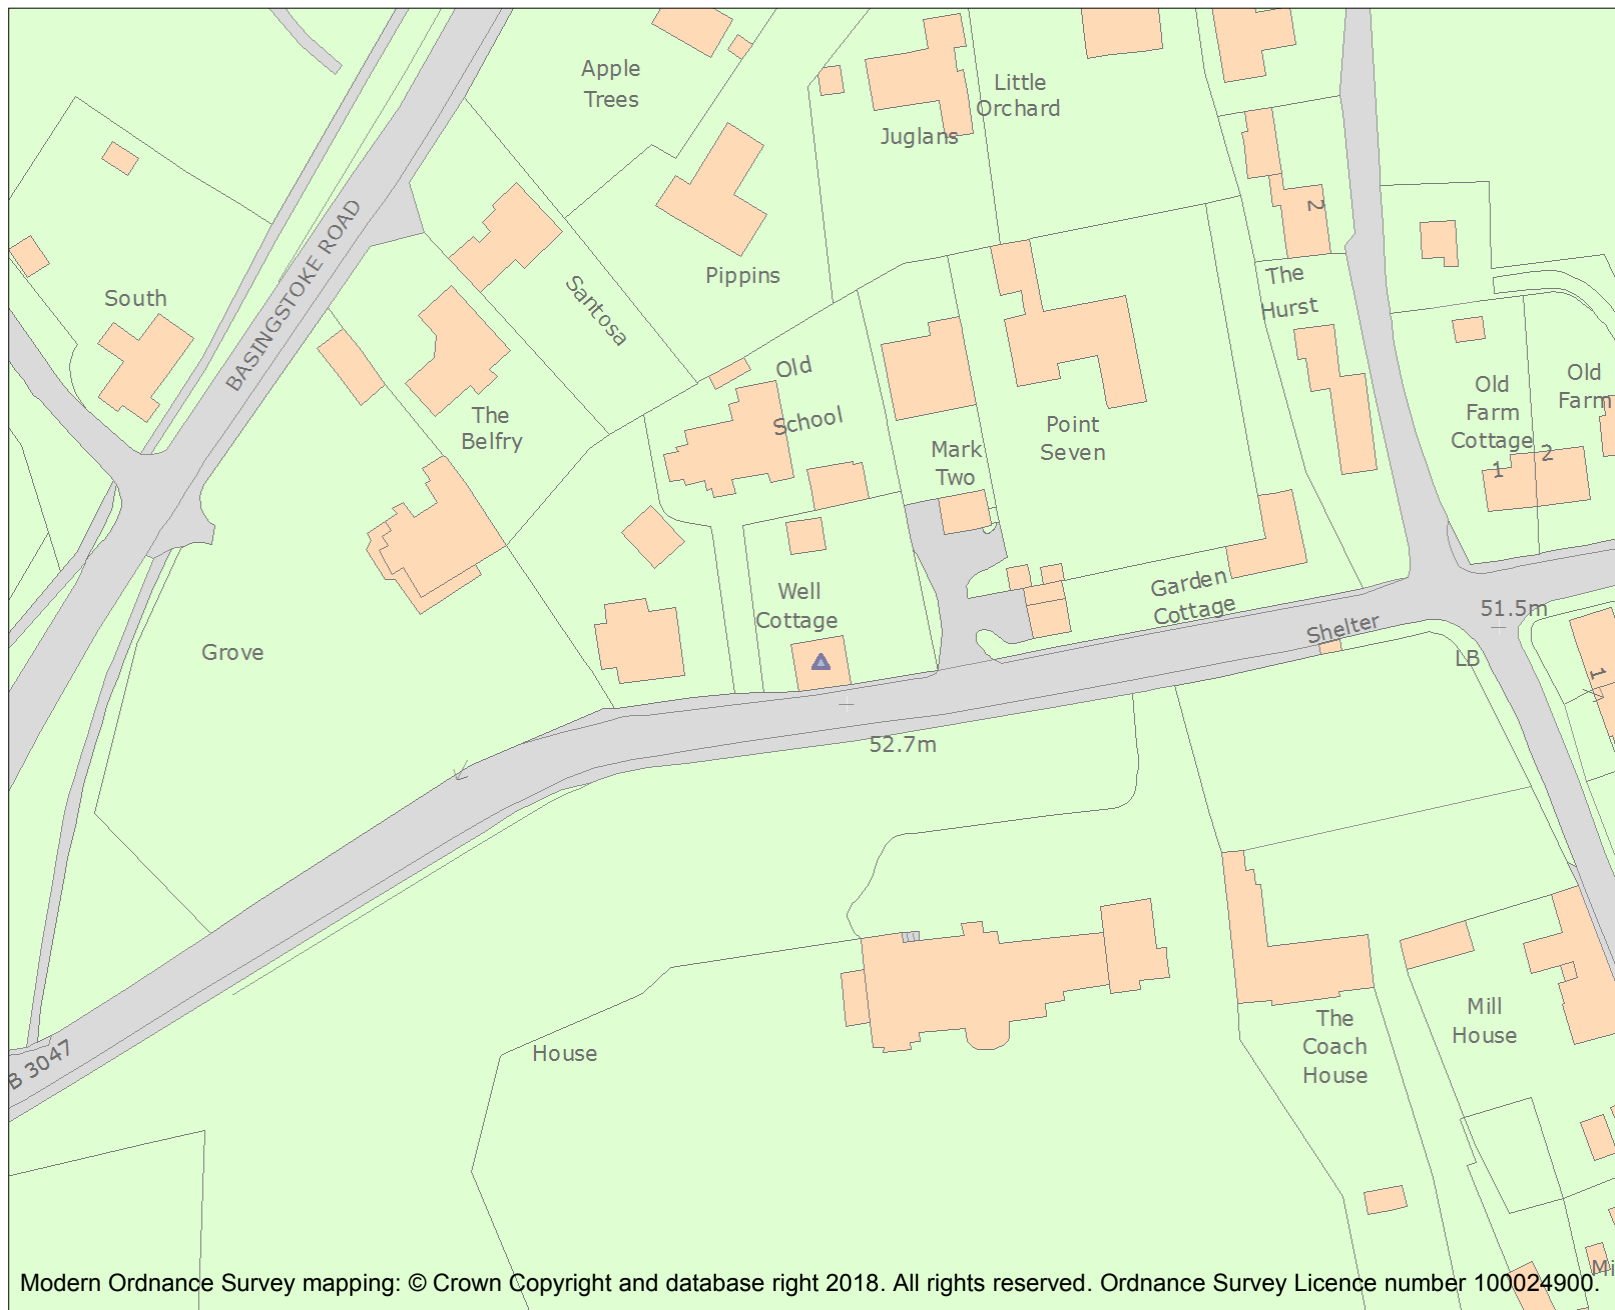 Apple
Trees
Little
Orchard
Juglans
2
BASINGSTOKE ROAD
Pippins
South
Santosa
The
Hurst
Old
School
The
Belfry
Mark
Two
Point
Seven
Old
Farm
Cottage
1
2
Old
Farm
Well
Cottage
Garden
Cottage
Shelter
51.5m
LB
1
Grove
52.7m
House
The
Coach
House
Mill
House
B 3047
Mi
Modern Ordnance Survey mapping: © Crown Copyright and database right 2018. All rights reserved. Ordnance Survey Licence number 100024900.